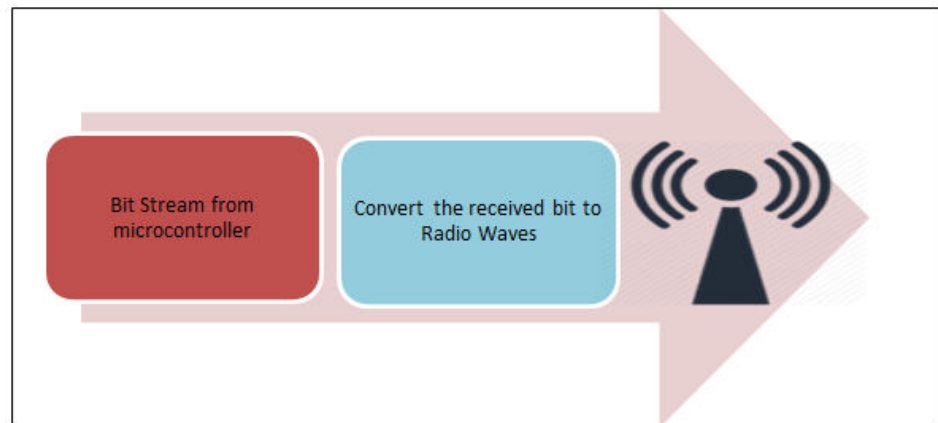 Bit Stream from
microcontroller
Convert the received bit to
Radio Waves